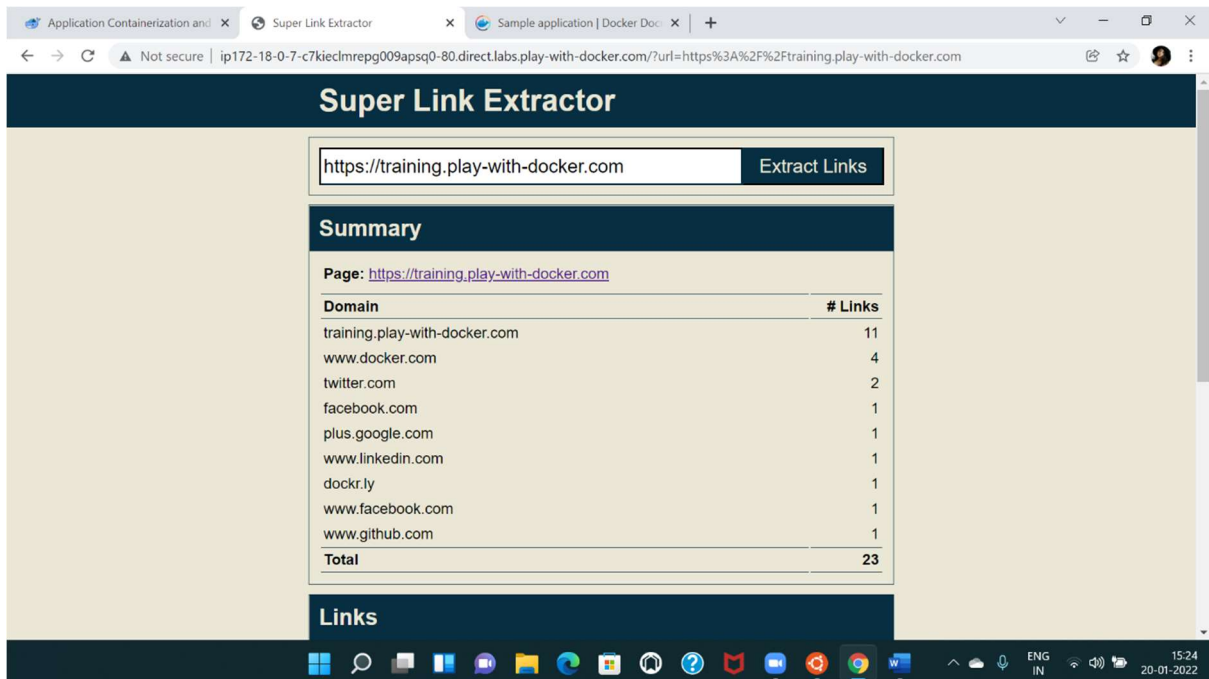 Application Containerization and
Super Link Extractor
Sample application | Docker Doc
Not secure | ip172-18-0-7-c7kieclmrepg009apsq0-80.direct.labs.play-with-docker.com/?url=https%3A%2F%2Ftraining.play-with-docker.com
Super Link Extractor
https://training.play-with-docker.com Extract Links
Summary
Page: https://training.play-with-docker.com
Domain # Links
training.play-with-docker.com 11
www.docker.com 4
twitter.com 2
facebook.com 1
plus.google.com 1
www.linkedin.com 1
dockr.ly 1
www.facebook.com 1
www.github.com 1
Total 23
Links
ENG
IN
15:24
20-01-2022